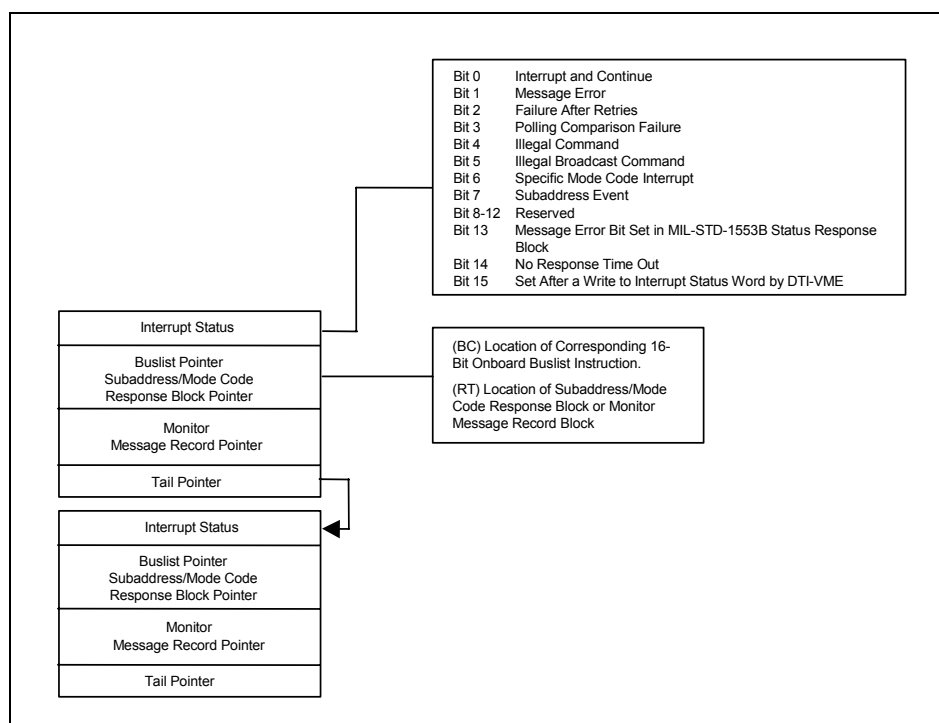 Bit 0 Interrupt and Continue
Bit 1 Message Error
Bit 2 Failure After Retries
Bit 3 Polling Comparison Failure
Bit 4 Illegal Command
Bit 5 Illegal Broadcast Command
Bit 6 Specific Mode Code Interrupt
Bit 7 Subaddress Event
Bit 8-12 Reserved
Bit 13 Message Error Bit Set in MIL-STD-1553B Status Response
Block
Bit 14 No Response Time Out
Bit 15 Set After a Write to Interrupt Status Word by DTI-VME
Interrupt Status
Buslist Pointer
Subaddress/Mode Code
Response Block Pointer
Monitor
Message Record Pointer
Tail Pointer
(BC) Location of Corresponding 16-
Bit Onboard Buslist Instruction.
(RT) Location of Subaddress/Mode
Code Response Block or Monitor
Message Record Block
Interrupt Status
Buslist Pointer
Subaddress/Mode Code
Response Block Pointer
Monitor
Message Record Pointer
Tail Pointer